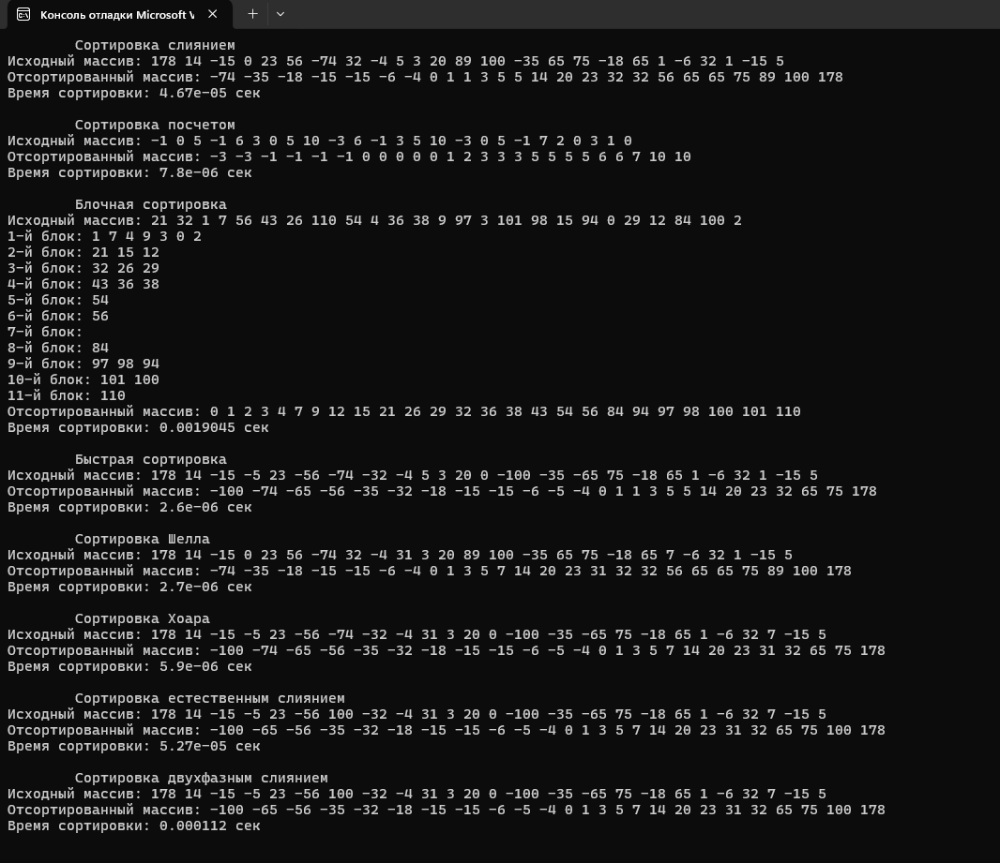 Консоль отладки Microsoft V
Сортировка слиянием
Исходный массив: 178 14 -15 0 23 56 -74 32 -4 5 3 20 89 100 -35 65 75 -18 65 1 -6 32 1 -15 5
Отсортированный массив: -74 -35 -18 -15 -15 -6 -4 0 1 1 3 5 5 14 20 23 32 32 56 65 65 75 89 100 178
Время сортировки: 4.67e-05 сек
Сортировка посчетом
Исходный массив: -1 0 5 -1 6 3 0 5 10 -3 6 -1 3 5 10 -3 0 5 -1 7 2 0 3 1 0
Отсортированный массив: -3 -3 -1 -1 -1 -1 0 0 0 0 0 1 2 3 3 3 5 5 5 5 6 6 7 10 10
Время сортировки: 7.8e-06 сек
Блочная сортировка
Исходный массив: 21 32 1 7 56 43 26 110 54 4 36 38 9 97 3 101 98 15 94 0 29 12 84 100 2
1-й блок: 1 7 4 9 3 0 2
2-й блок: 21 15 12
3-й блок: 32 26 29
4-й блок: 43 36 38
5-й блок: 54
6-й блок: 56
7-й блок:
8-й блок: 84
9-й блок: 97 98 94
10-й блок: 101 100
11-й блок: 110
Отсортированный массив: 0 1 2 3 4 7 9 12 15 21 26 29 32 36 38 43 54 56 84 94 97 98 100 101 110
Время сортировки: 0.0019045 сек
Быстрая сортировка
Исходный массив: 178 14 -15 -5 23 -56 -74 -32 -4 5 3 20 0 -100 -35 -65 75 -18 65 1 -6 32 1 -15 5
Отсортированный массив: -100 -74 -65 -56 -35 -32 -18 -15 -15 -6 -5 -4 0 1 1 3 5 5 14 20 23 32 65 75 178
Время сортировки: 2.6e-06 сек
Сортировка Шелла
Исходный массив: 178 14 -15 0 23 56 -74 32 -4 31 3 20 89 100 -35 65 75 -18 65 7 -6 32 1 -15 5
Отсортированный массив: -74 -35 -18 -15 -15 -6 -4 0 1 3 5 7 14 20 23 31 32 32 56 65 65 75 89 100 178
Время сортировки: 2.7e-06 сек
Сортировка Хоара
Исходный массив: 178 14 -15 -5 23 -56 -74 -32 -4 31 3 20 0 -100 -35 -65 75 -18 65 1 -6 32 7 -15 5
Отсортированный массив: -100 -74 -65 -56 -35 -32 -18 -15 -15 -6 -5 -4 0 1 3 5 7 14 20 23 31 32 65 75 178
Время сортировки: 5.9e-06 сек
Сортировка естественным слиянием
Исходный массив: 178 14 -15 -5 23 -56 100 -32 -4 31 3 20 0 -100 -35 -65 75 -18 65 1 -6 32 7 -15 5
Отсортированный массив: -100 -65 -56 -35 -32 -18 -15 -15 -6 -5 -4 0 1 3 5 7 14 20 23 31 32 65 75 100 178
Время сортировки: 5.27e-05 сек
Сортировка двухфазным слиянием
Исходный массив: 178 14 -15 -5 23 -56 100 -32 -4 31 3 20 0 -100 -35 -65 75 -18 65 1 -6 32 7 -15 5
Отсортированный массив: -100 -65 -56 -35 -32 -18 -15 -15 -6 -5 -4 0 1 3 5 7 14 20 23 31 32 65 75 100 178
Время сортировки: 0.000112 сек